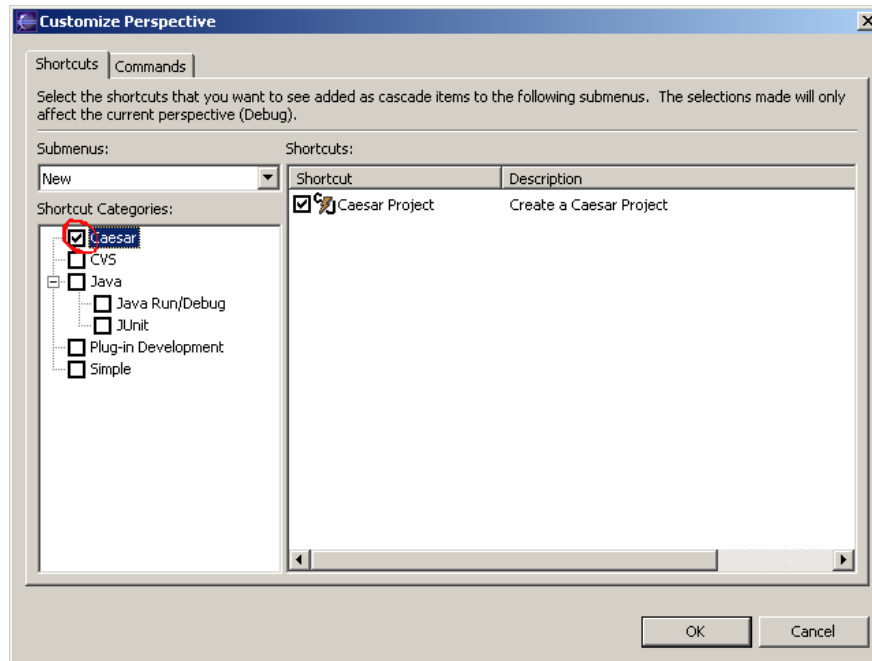 Customize Perspective
Shortcuts Commands
Select the shortcuts that you want to see added as cascade items to the following submenus. The selections made will only
affect the current perspective (Debug).
Submenus: Shortcuts:
New
Shortcut Description
Caesar Project Create a Caesar Project
Shortcut Categories:
Caesar
CVS
Java
Java Run/Debug
JUnit
Plug-in Development
Simple
OK Cancel